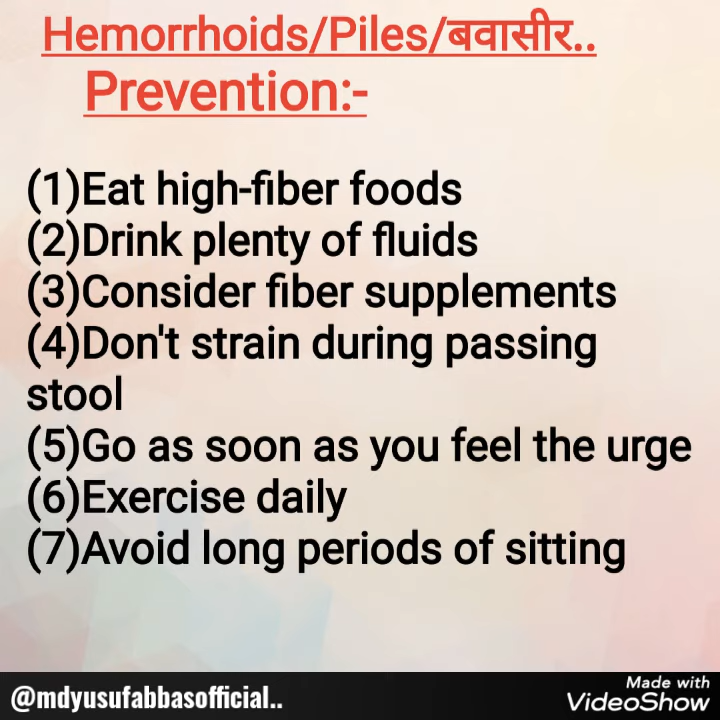 Hemorrhoids/Piles/बवासीर..
Prevention:-
(1)Eat high-fiber foods
(2)Drink plenty of fluids
(3)Consider fiber supplements
(4)Don't strain during passing
stool
(5)Go as soon as you feel the urge
(6)Exercise daily
(7)Avoid long periods of sitting
@mdyusufabbasofficial..
Made with
VideoShow